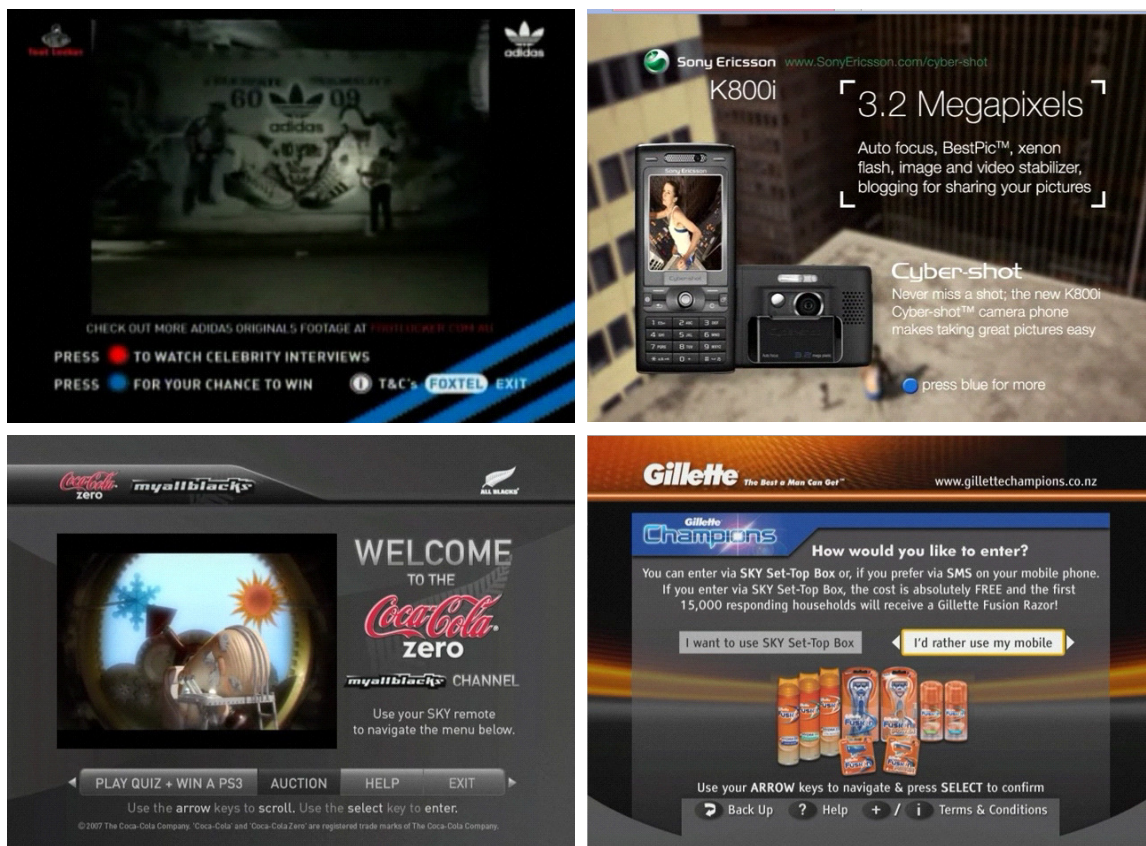 Foot Locker
adidas
CELEBRATE ORIGINALITY
60 09
adidas
CHECK OUT MORE ADIDAS ORIGINALS FOOTAGE AT FOOTLOCKER.COM.AU
PRESS TO WATCH CELEBRITY INTERVIEWS
PRESS FOR YOUR CHANCE TO WIN i T&C's FOXTEL EXIT
Sony Ericsson www.SonyEricsson.com/cyber-shot
K800i
3.2 Megapixels
Auto focus, BestPic™, xenon
flash, image and video stabilizer,
blogging for sharing your pictures
Sony Ericsson
Cyber-shot
Cyber-shot
Never miss a shot; the new K800i
Cyber-shot™ camera phone
makes taking great pictures easy
press blue for more
Coca-Cola zero myallblacks
ALL BLACKS
WELCOME
TO THE
Coca-Cola
zero
myallblacks CHANNEL
Use your SKY remote
to navigate the menu below.
PLAY QUIZ + WIN A PS3 AUCTION HELP EXIT
Use the arrow keys to scroll. Use the select key to enter.
©2007 The Coca-Cola Company. 'Coca-Cola' and 'Coca-Cola Zero' are registered trade marks of The Coca-Cola Company.
Gillette The Best a Man Can Get™ www.gillettechampions.co.nz
Gillette
Champions
How would you like to enter?
You can enter via SKY Set-Top Box or, if you prefer via SMS on your mobile phone.
If you enter via SKY Set-Top Box, the cost is absolutely FREE and the first
15,000 responding households will receive a Gillette Fusion Razor!
I want to use SKY Set-Top Box I'd rather use my mobile
FUSION
Use your ARROW keys to navigate & press SELECT to confirm
Back Up ? Help + / i Terms & Conditions